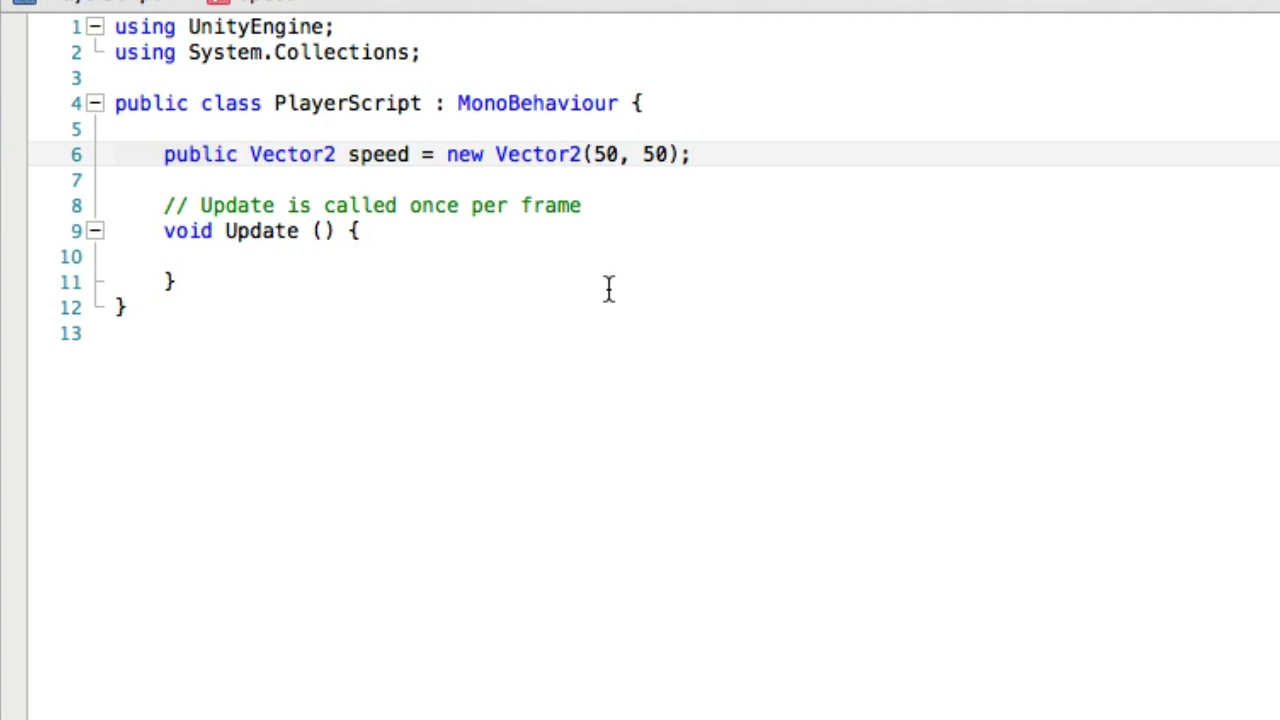 1 using UnityEngine;
2 using System.Collections;
3
4 public class PlayerScript : MonoBehaviour {
5
6 public Vector2 speed = new Vector2(50, 50);
7
8 // Update is called once per frame
9 void Update () {
10
11 }
12 }
13